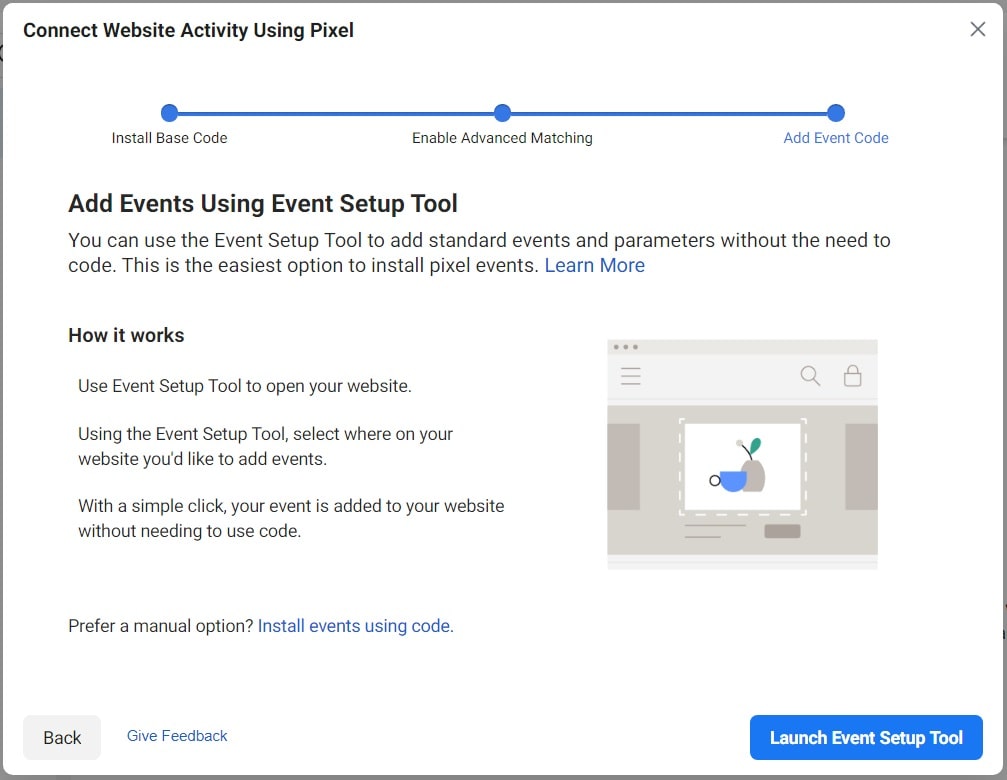 Connect Website Activity Using Pixel
Install Base Code
Enable Advanced Matching
Add Event Code
Add Events Using Event Setup Tool
You can use the Event Setup Tool to add standard events and parameters without the need to
code. This is the easiest option to install pixel events. Learn More
How it works
Use Event Setup Tool to open your website.
Using the Event Setup Tool, select where on your
website you'd like to add events.
With a simple click, your event is added to your website
without needing to use code.
Prefer a manual option? Install events using code.
Back
Give Feedback
Launch Event Setup Tool